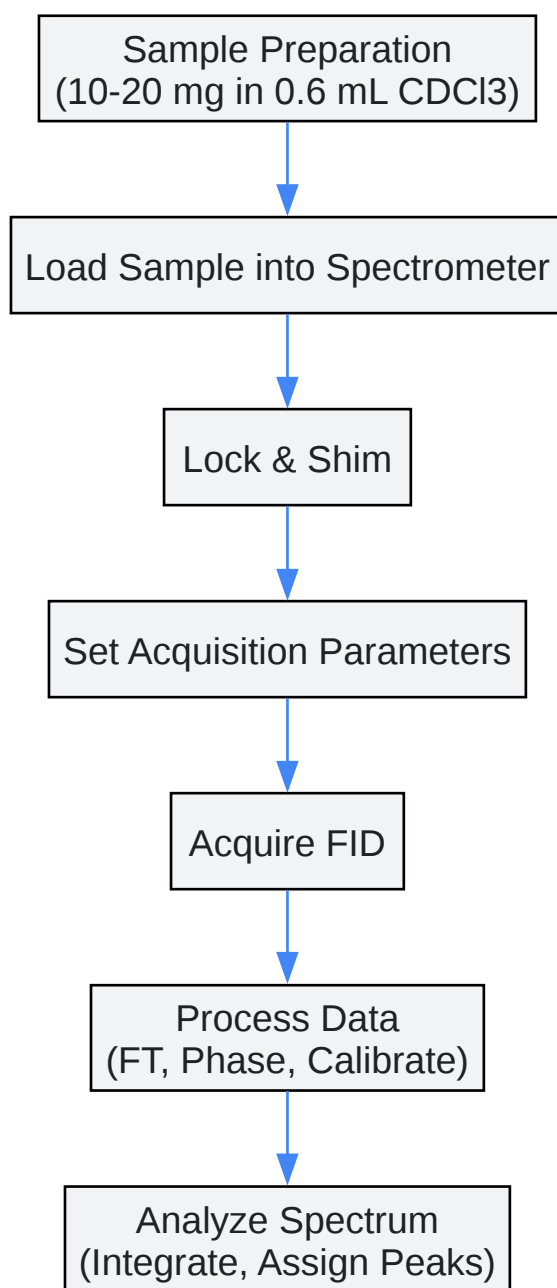 Sample Preparation
(10-20 mg in 0.6 mL CDCl3)
Load Sample into Spectrometer
Lock & Shim
Set Acquisition Parameters
Acquire FID
Process Data
(FT, Phase, Calibrate)
Analyze Spectrum
(Integrate, Assign Peaks)